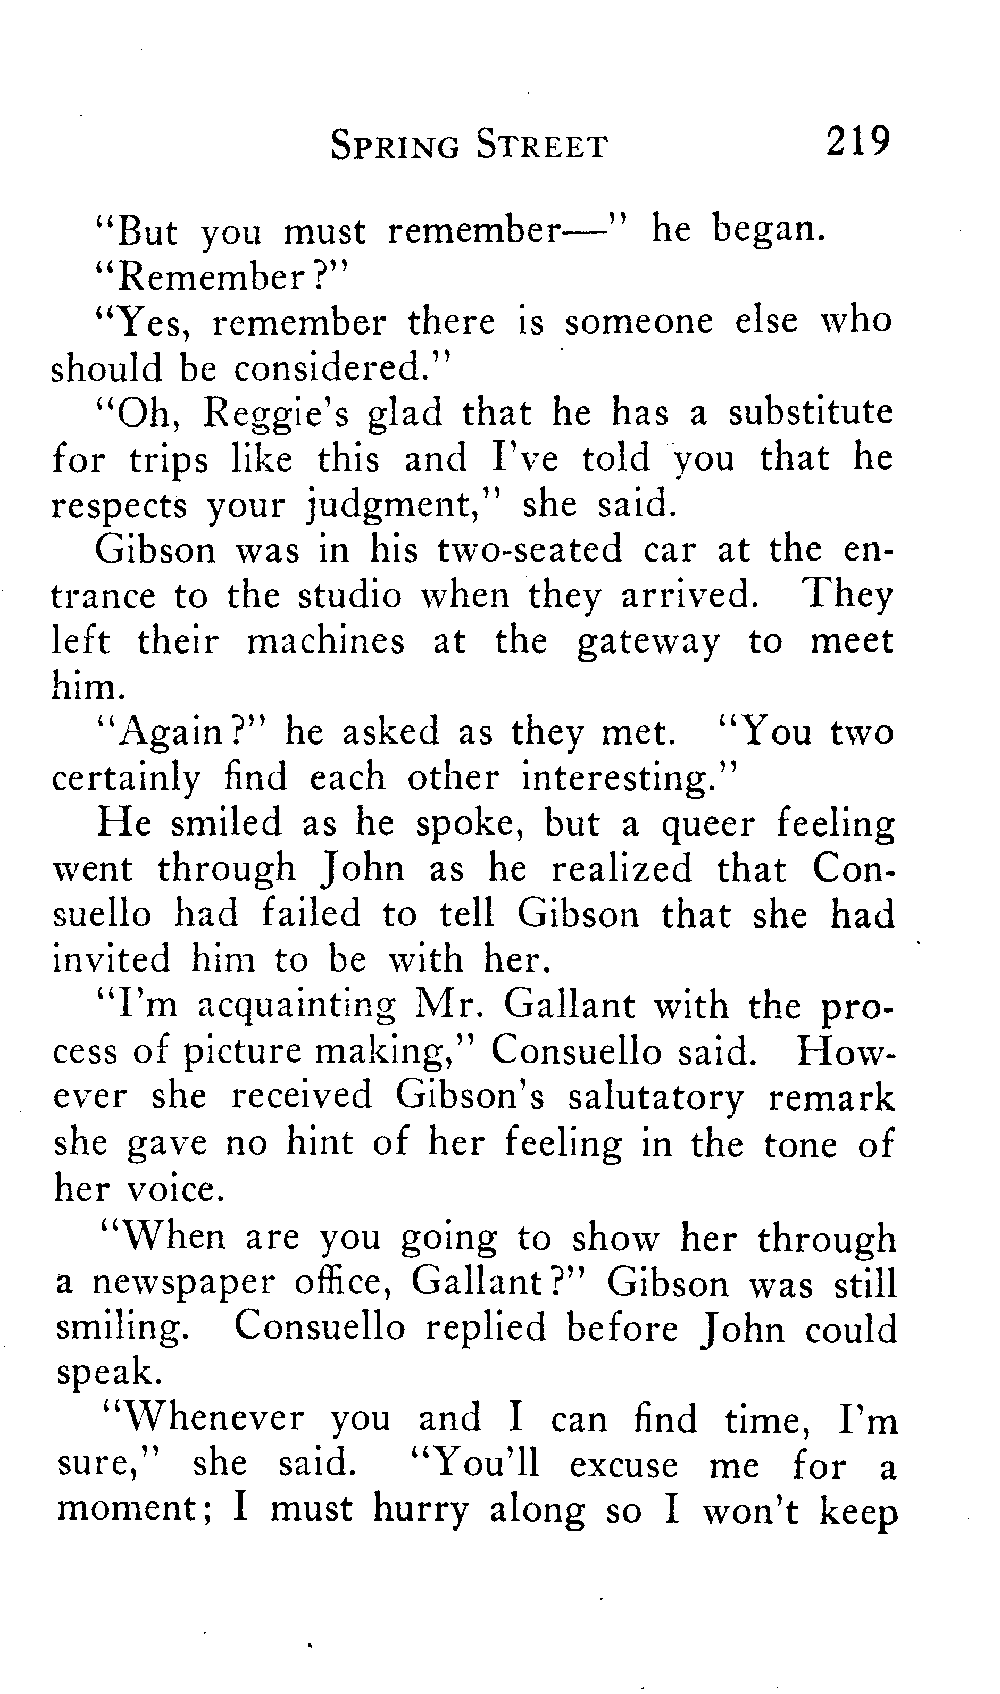 SPRING STREET 219
"But you must remember—" he began.
"Remember?"
"Yes, remember there is someone else who
should be considered."
"Oh, Reggie's glad that he has a substitute
for trips like this and I've told you that he
respects your judgment," she said.
Gibson was in his two-seated car at the en-
trance to the studio when they arrived. They
left their machines at the gateway to meet
him.
"Again?" he asked as they met. "You two
certainly find each other interesting."
He smiled as he spoke, but a queer feeling
went through John as he realized that Con-
suello had failed to tell Gibson that she had
invited him to be with her.
"I'm acquainting Mr. Gallant with the pro-
cess of picture making," Consuello said. How-
ever she received Gibson's salutatory remark
she gave no hint of her feeling in the tone of
her voice.
"When are you going to show her through
a newspaper office, Gallant?" Gibson was still
smiling. Consuello replied before John could
speak.
"Whenever you and I can find time, I'm
sure," she said. "You'll excuse me for a
moment; I must hurry along so I won't keep